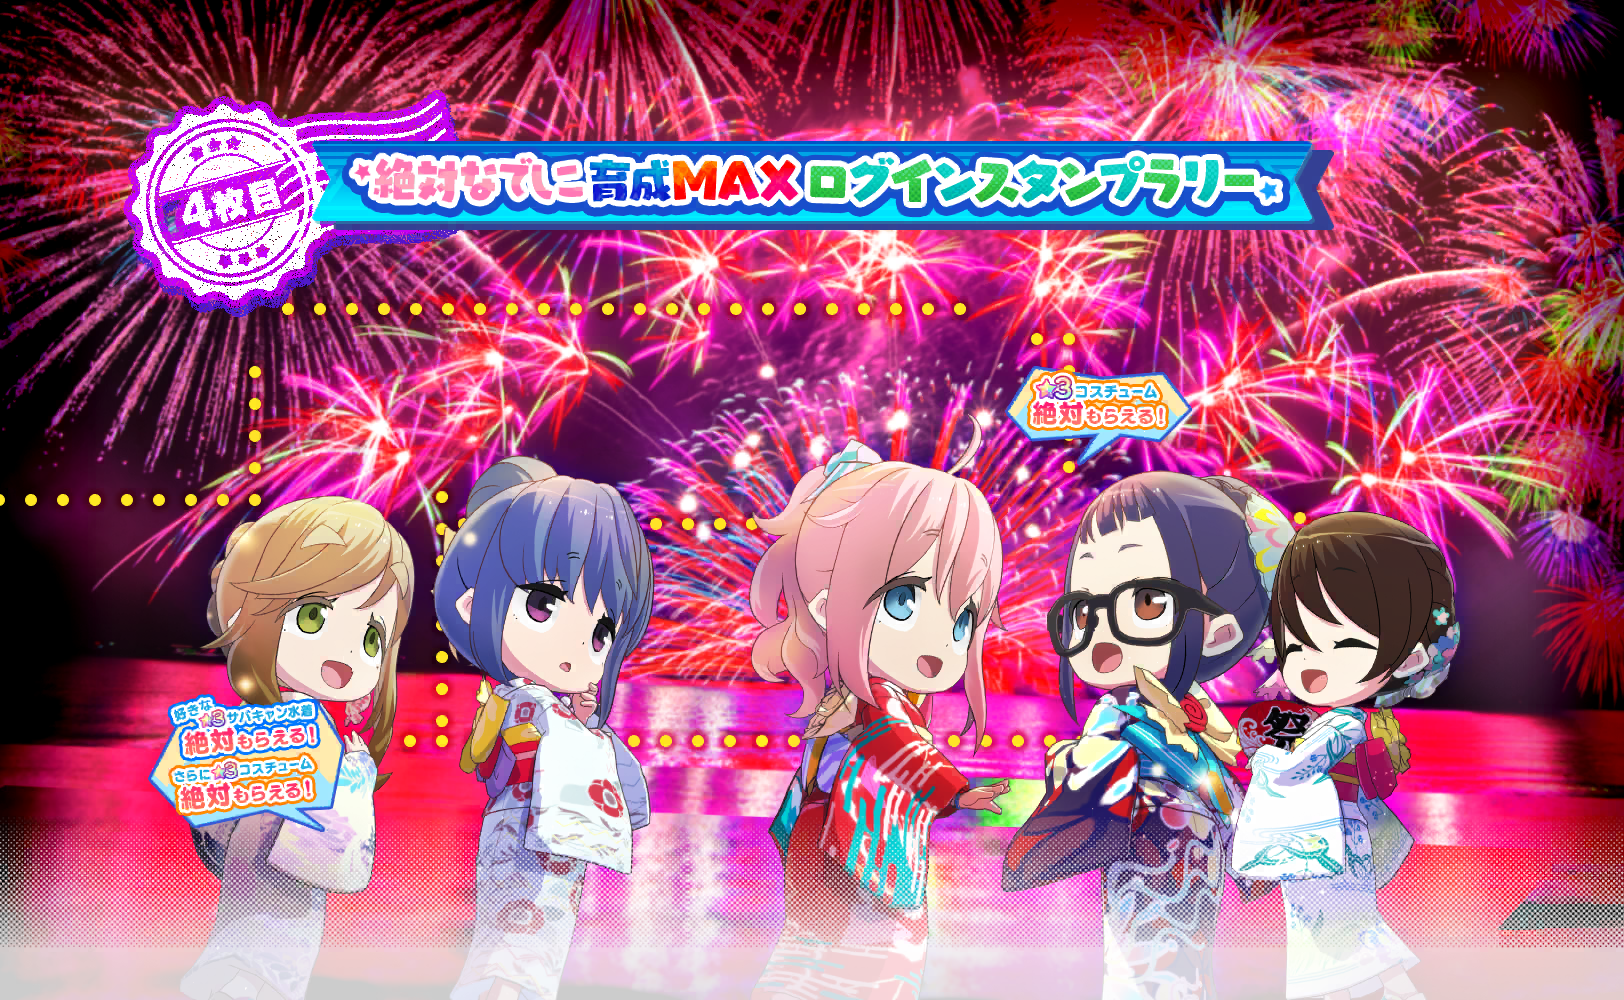 4枚目
絶対なでしこ育成MAXログインスタンプラリー
★3コスチューム
絶対もらえる!
好きな
★3サバキャン水着
絶対もらえる!
さらに★3コスチューム
絶対もらえる!
祭